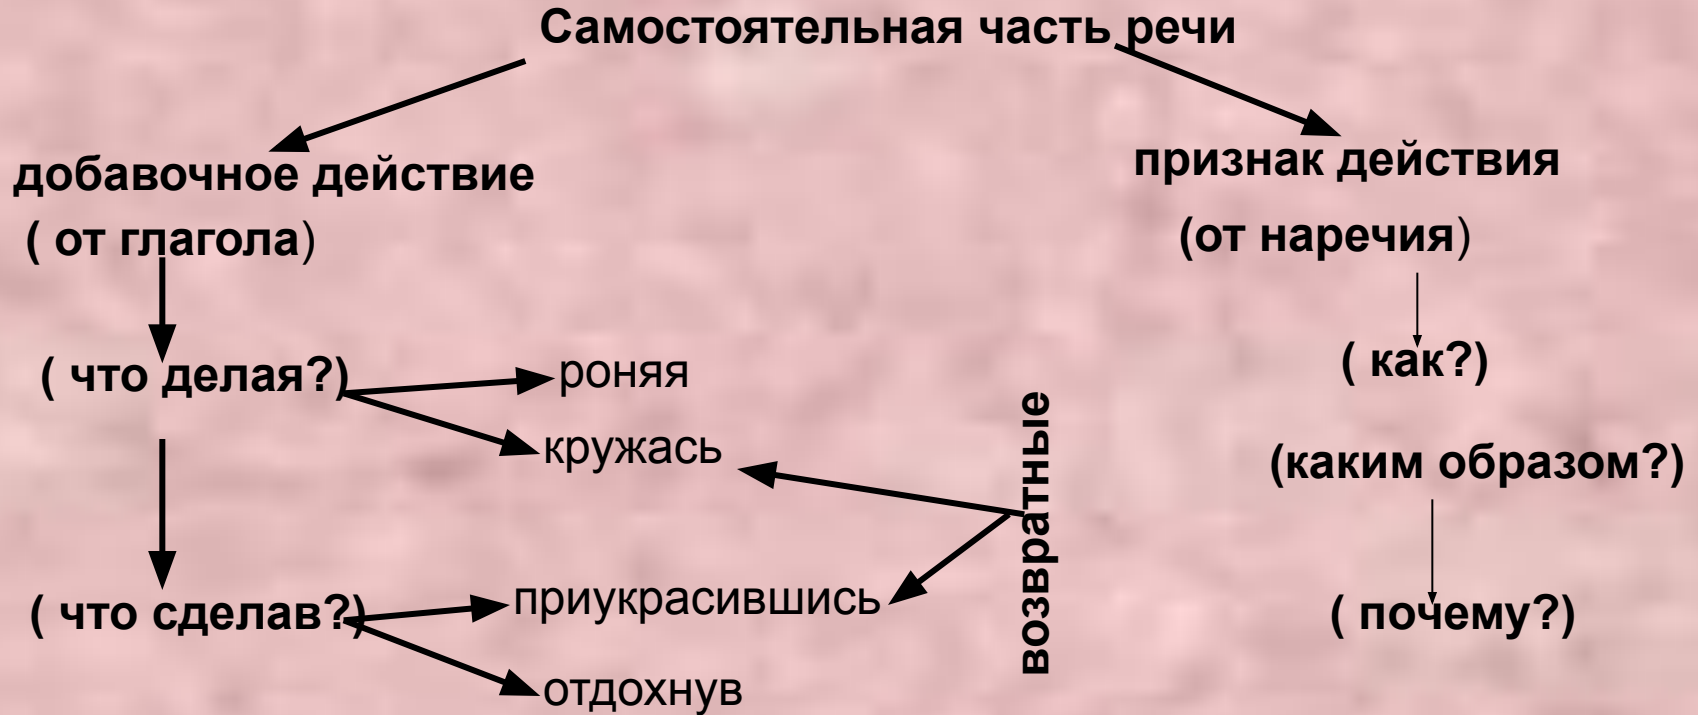 Самостоятельная часть речи
добавочное действие
( от глагола)
( что делая?)
роняя
кружась
( что сделав?)
приукрасившись
отдохнув
возвратные
признак действия
(от наречия)
( как?)
(каким образом?)
( почему?)